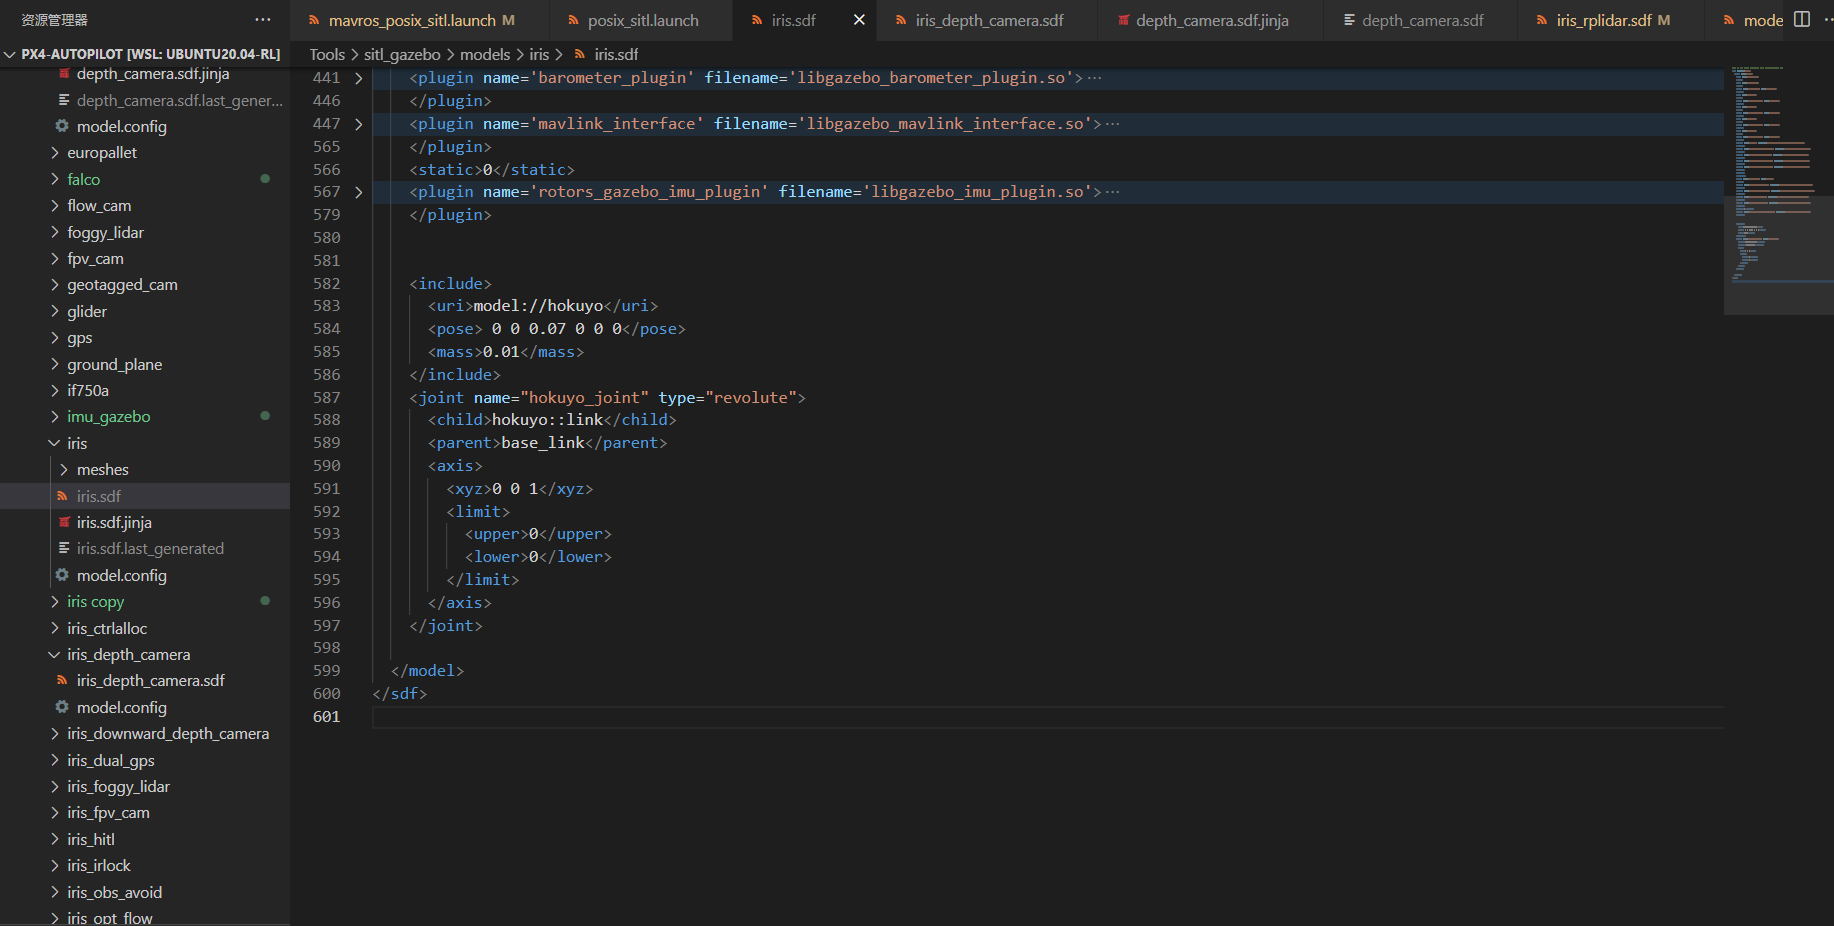 资源管理器 ···
PX4-AUTOPILOT [WSL: UBUNTU20.04-RL]
depth_camera.sdf.jinja
depth_camera.sdf.last_gener...
model.config
europallet
falco
flow_cam
foggy_lidar
fpv_cam
geotagged_cam
glider
gps
ground_plane
if750a
imu_gazebo
iris
meshes
iris.sdf
iris.sdf.jinja
iris.sdf.last_generated
model.config
iris copy
iris_ctrlalloc
iris_depth_camera
iris_depth_camera.sdf
model.config
iris_downward_depth_camera
iris_dual_gps
iris_foggy_lidar
iris_fpv_cam
iris_hitl
iris_irlock
iris_obs_avoid
iris_opt_flow
mavros_posix_sitl.launch M
posix_sitl.launch
iris.sdf
iris_depth_camera.sdf
depth_camera.sdf.jinja
depth_camera.sdf
iris_rplidar.sdf M
mode
Tools > sitl_gazebo > models > iris > iris.sdf
441 <plugin name='barometer_plugin' filename='libgazebo_barometer_plugin.so'>···
446 </plugin>
447 <plugin name='mavlink_interface' filename='libgazebo_mavlink_interface.so'>···
565 </plugin>
566 <static>0</static>
567 <plugin name='rotors_gazebo_imu_plugin' filename='libgazebo_imu_plugin.so'>···
579 </plugin>
580
581
582 <include>
583 <uri>model://hokuyo</uri>
584 <pose> 0 0 0.07 0 0 0</pose>
585 <mass>0.01</mass>
586 </include>
587 <joint name="hokuyo_joint" type="revolute">
588 <child>hokuyo::link</child>
589 <parent>base_link</parent>
590 <axis>
591 <xyz>0 0 1</xyz>
592 <limit>
593 <upper>0</upper>
594 <lower>0</lower>
595 </limit>
596 </axis>
597 </joint>
598
599 </model>
600 </sdf>
601